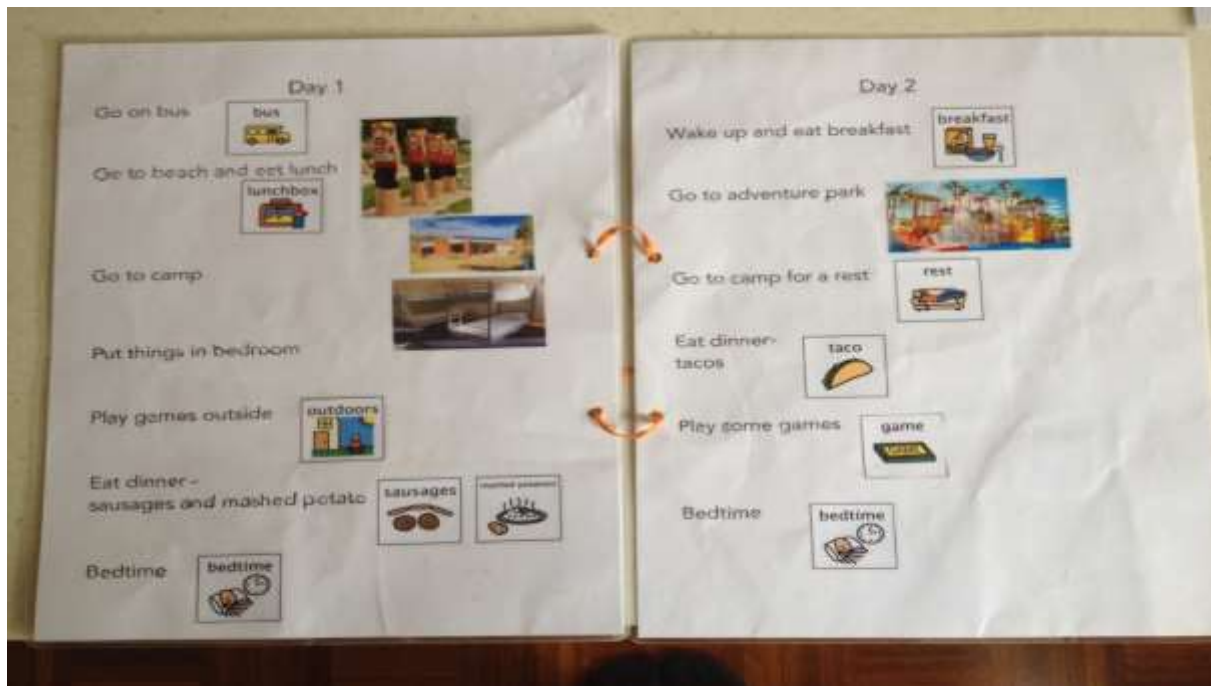 Day 1
Go on bus
bus
Go to beach and eat lunch
lunchbox
Go to camp
Put things in bedroom
Play games outside
outdoors
Eat dinner-
sausages and mashed potato
sausages
mashed potatoes
Bedtime
bedtime
Day 2
Wake up and eat breakfast
breakfast
Go to adventure park
Go to camp for a rest
rest
Eat dinner-
tacos
taco
Play some games
game
Bedtime
bedtime